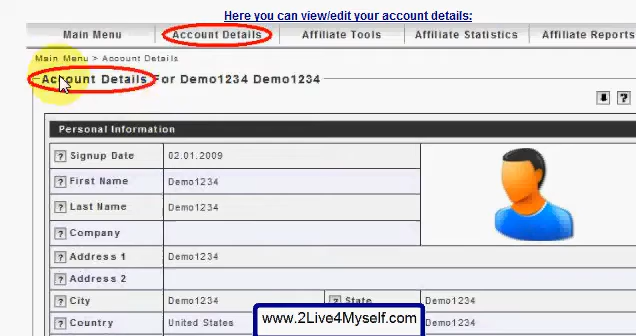 Here you can view/edit your account details:
Main Menu Account Details Affiliate Tools Affiliate Statistics Affiliate Reports
Main Menu > Account Details
Account Details For Demo1234 Demo1234
Personal Information
? Signup Date 02.01.2009
? First Name Demo1234
? Last Name Demo1234
? Company
? Address 1 Demo1234
? Address 2
? City Demo1234 ? State Demo1234
? Country United States Demo1234
www.2Live4Myself.com